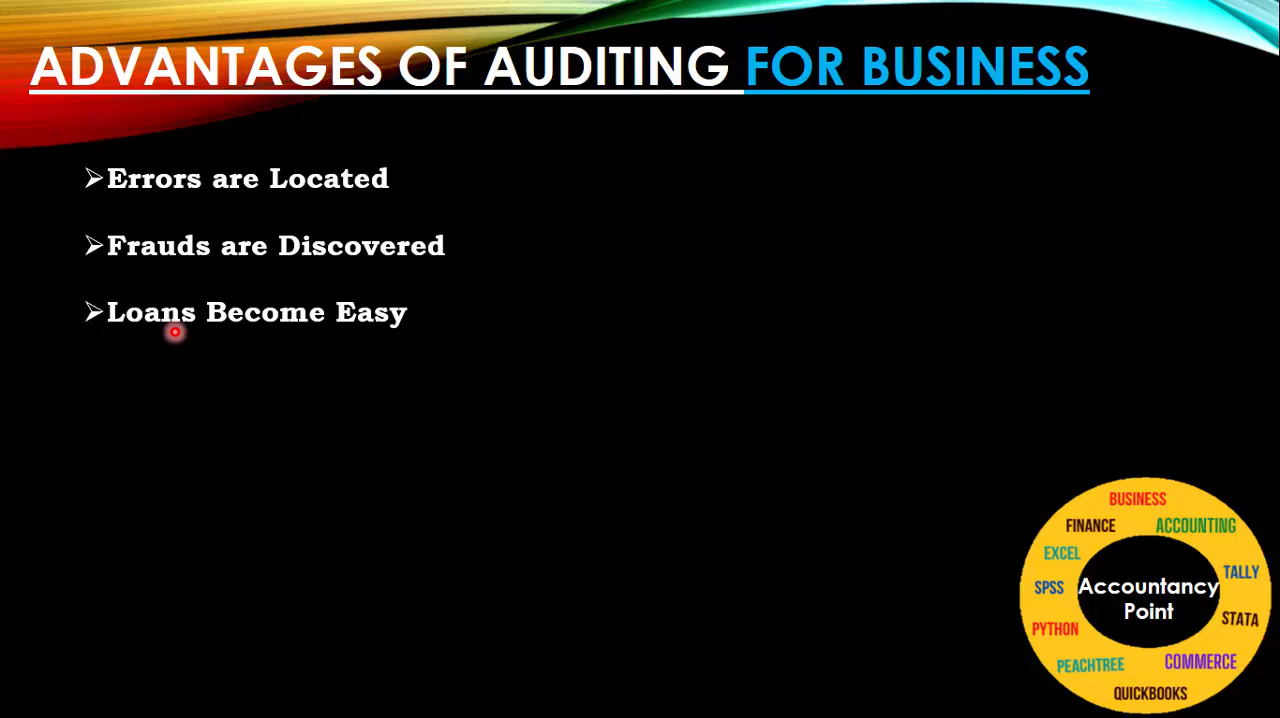 ADVANTAGES OF AUDITING FOR BUSINESS
➢Errors are Located
➢Frauds are Discovered
➢Loans Become Easy
BUSINESS
FINANCE
ACCOUNTING
EXCEL
TALLY
SPSS
Accountancy
Point
STATA
PYTHON
PEACHTREE
COMMERCE
QUICKBOOKS